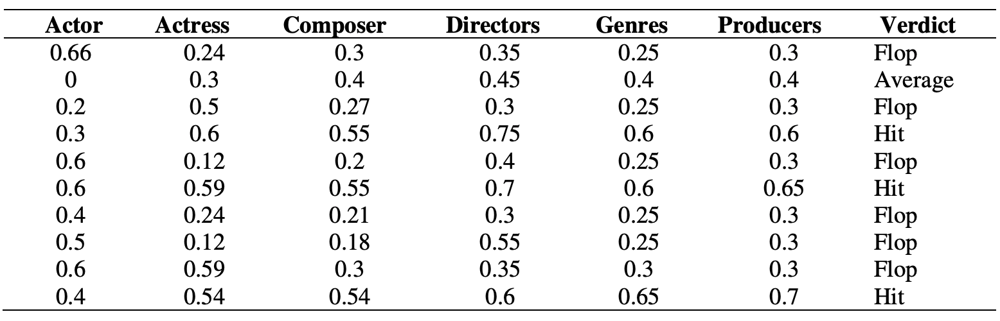 Actor Actress Composer Directors Genres Producers Verdict
0.66 0.24 0.3 0.35 0.25 0.3 Flop
0 0.3 0.4 0.45 0.4 0.4 Average
0.2 0.5 0.27 0.3 0.25 0.3 Flop
0.3 0.6 0.55 0.75 0.6 0.6 Hit
0.6 0.12 0.2 0.4 0.25 0.3 Flop
0.6 0.59 0.55 0.7 0.6 0.65 Hit
0.4 0.24 0.21 0.3 0.25 0.3 Flop
0.5 0.12 0.18 0.55 0.25 0.3 Flop
0.6 0.59 0.3 0.35 0.3 0.3 Flop
0.4 0.54 0.54 0.6 0.65 0.7 Hit